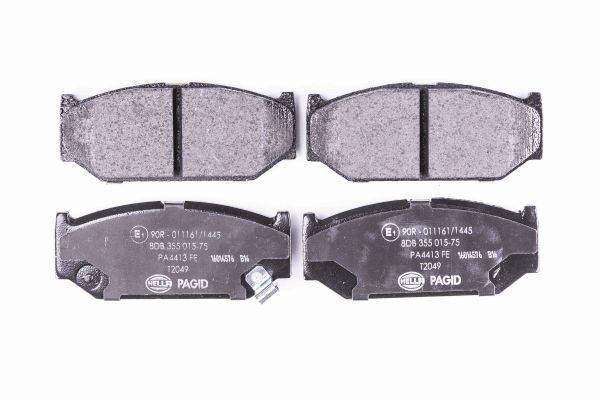 E1 90R - 011161/1445
8DB 355 015-75
PA4413 FE 16014576 B16
T2049
HELLA PAGID
E1 90R - 011161/1445
8DB 355 015-75
PA4413 FE 16014576 B16
T2049
HELLA PAGID